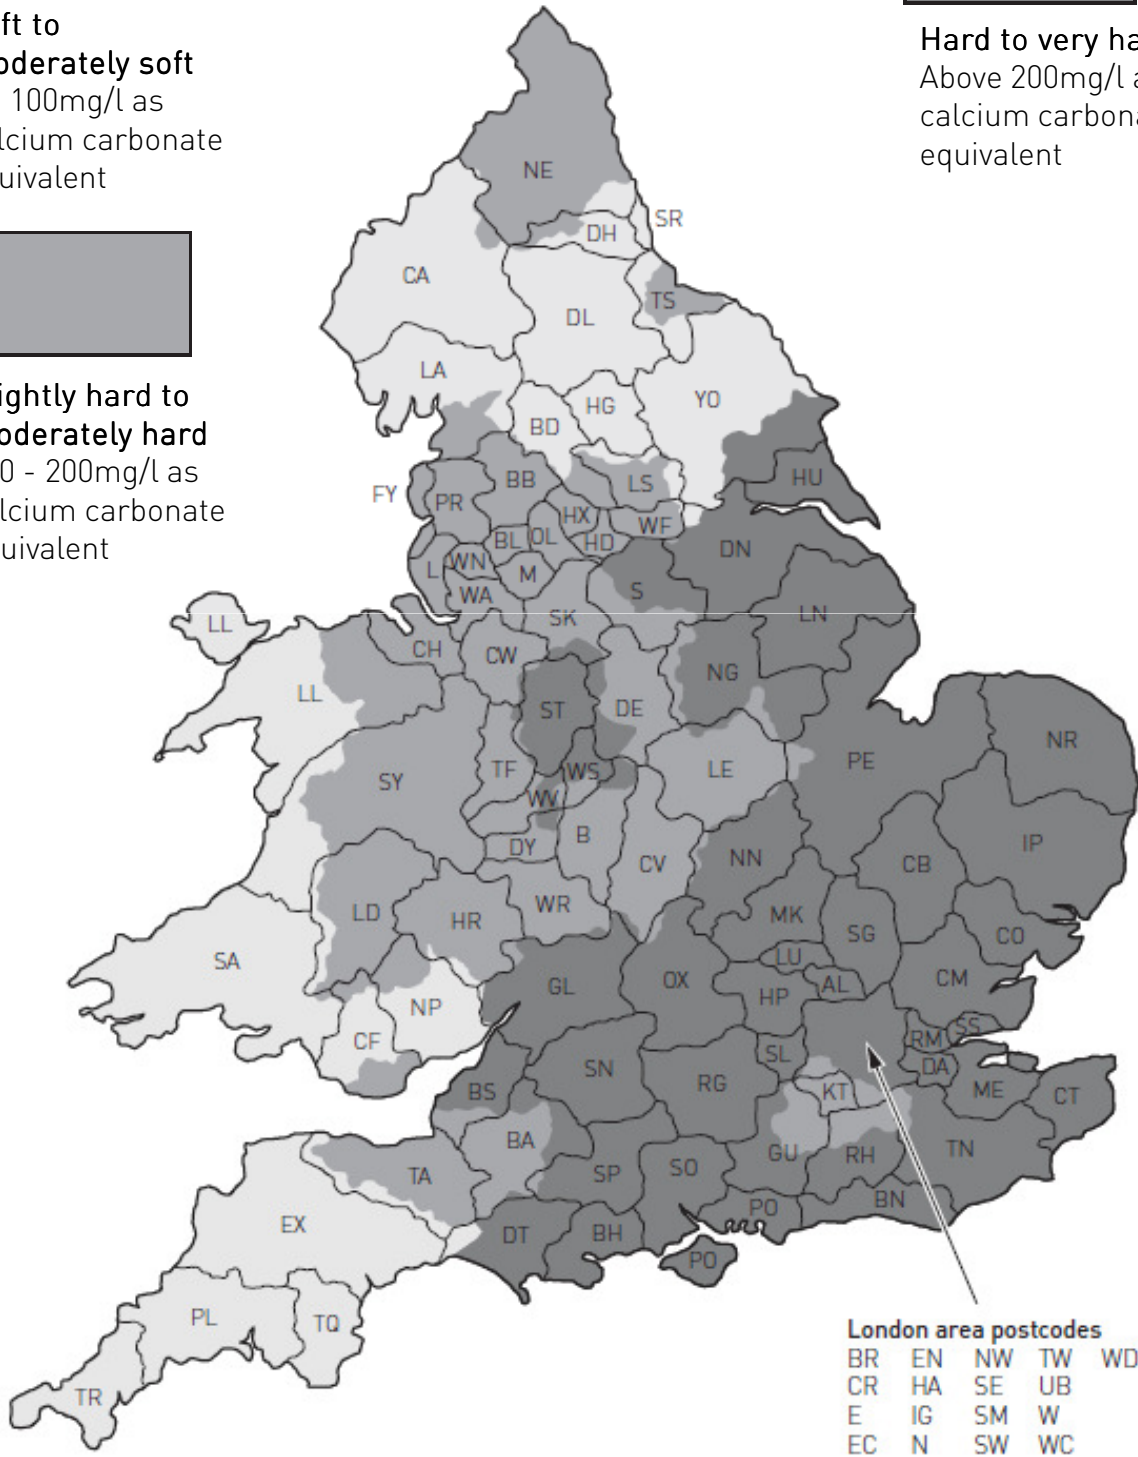 ft to
oderately soft
100mg/l as
lcium carbonate
uivalent
ightly hard to
oderately hard
0 - 200mg/l as
lcium carbonate
quivalent
Hard to very ha
Above 200mg/l a
calcium carbona
equivalent
NE
SR
DH
CA
TS
DL
LA
YO
HG
BD
HU
BB
LS
FY
PR
HX
WF
OL
BL
HD
DN
WN
L
M
WA
S
SK
LN
LL
CH
CW
NG
LL
ST
DE
NR
PE
SY
TF
WS
LE
WV
B
DY
IP
CV
NN
CB
WR
LD
HR
MK
SG
CO
SA
LU
GL
OX
AL
CM
HP
NP
CF
SS
RM
SL
DA
SN
RG
KT
ME
CT
BS
BA
GU
RH
TN
TA
SP
SO
BN
PO
EX
DT
BH
PO
PL
TQ
TR
London area postcodes
BR EN NW TW WD
CR HA SE UB
E IG SM W
EC N SW WC